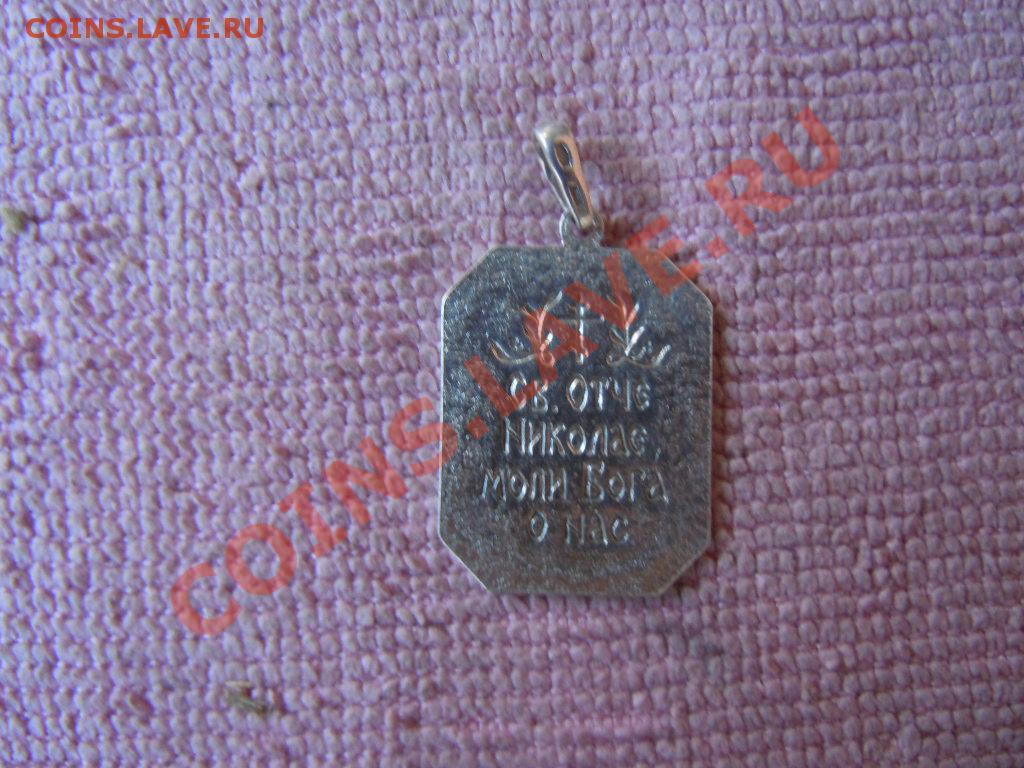 COINS.LAVE.RU
COINS.LAVE.RU
Св. Отче
Николае,
моли Бога
о нас